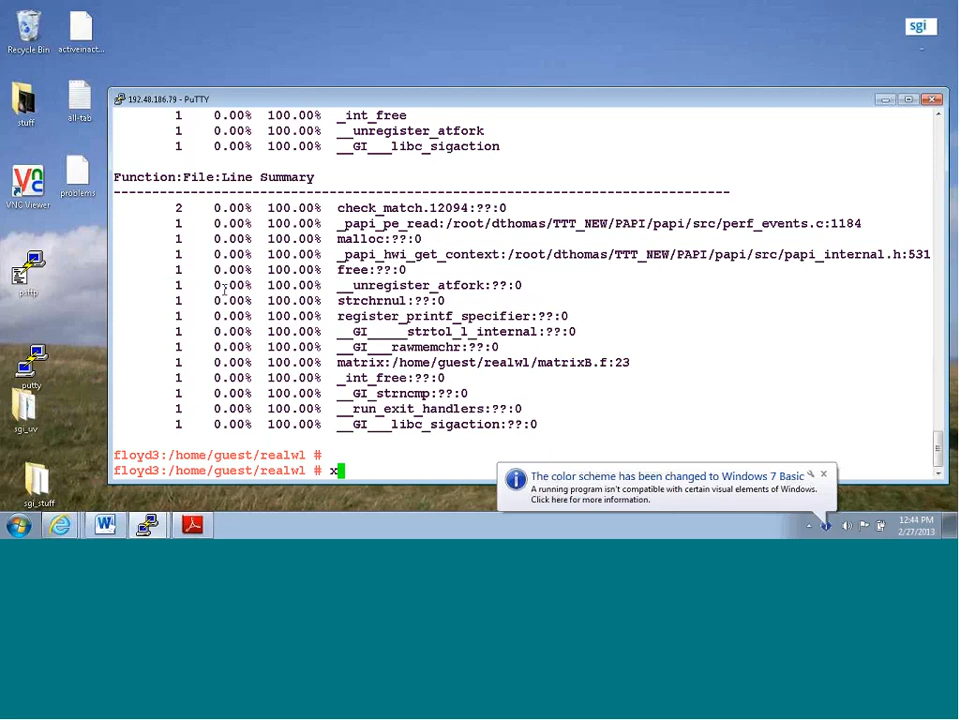 Recycle Bin
activeinact...
sgi
stuff
all-tab
192.48.186.79 - PuTTY
1 0.00% 100.00% _int_free
1 0.00% 100.00% __unregister_atfork
1 0.00% 100.00% __GI___libc_sigaction
Function:File:Line Summary
--------------------------------------------------------------------------------
2 0.00% 100.00% check_match.12094:??:0
1 0.00% 100.00% _papi_pe_read:/root/dthomas/TTT_NEW/PAPI/papi/src/perf_events.c:1184
1 0.00% 100.00% malloc:??:0
1 0.00% 100.00% _papi_hwi_get_context:/root/dthomas/TTT_NEW/PAPI/papi/src/papi_internal.h:531
1 0.00% 100.00% free:??:0
1 0.00% 100.00% __unregister_atfork:??:0
1 0.00% 100.00% strchrnul:??:0
1 0.00% 100.00% register_printf_specifier:??:0
1 0.00% 100.00% __GI_____strtol_l_internal:??:0
1 0.00% 100.00% __GI___rawmemchr:??:0
1 0.00% 100.00% matrix:/home/guest/realwl/matrixB.f:23
1 0.00% 100.00% _int_free:??:0
1 0.00% 100.00% __GI_strncmp:??:0
1 0.00% 100.00% __run_exit_handlers:??:0
1 0.00% 100.00% __GI___libc_sigaction:??:0
floyd3:/home/guest/realwl #
floyd3:/home/guest/realwl # x
VNC Viewer
problems
psftp
putty
sgi_uv
sgi_stuff
The color scheme has been changed to Windows 7 Basic
A running program isn't compatible with certain visual elements of Windows.
Click here for more information.
12:44 PM
2/27/2013